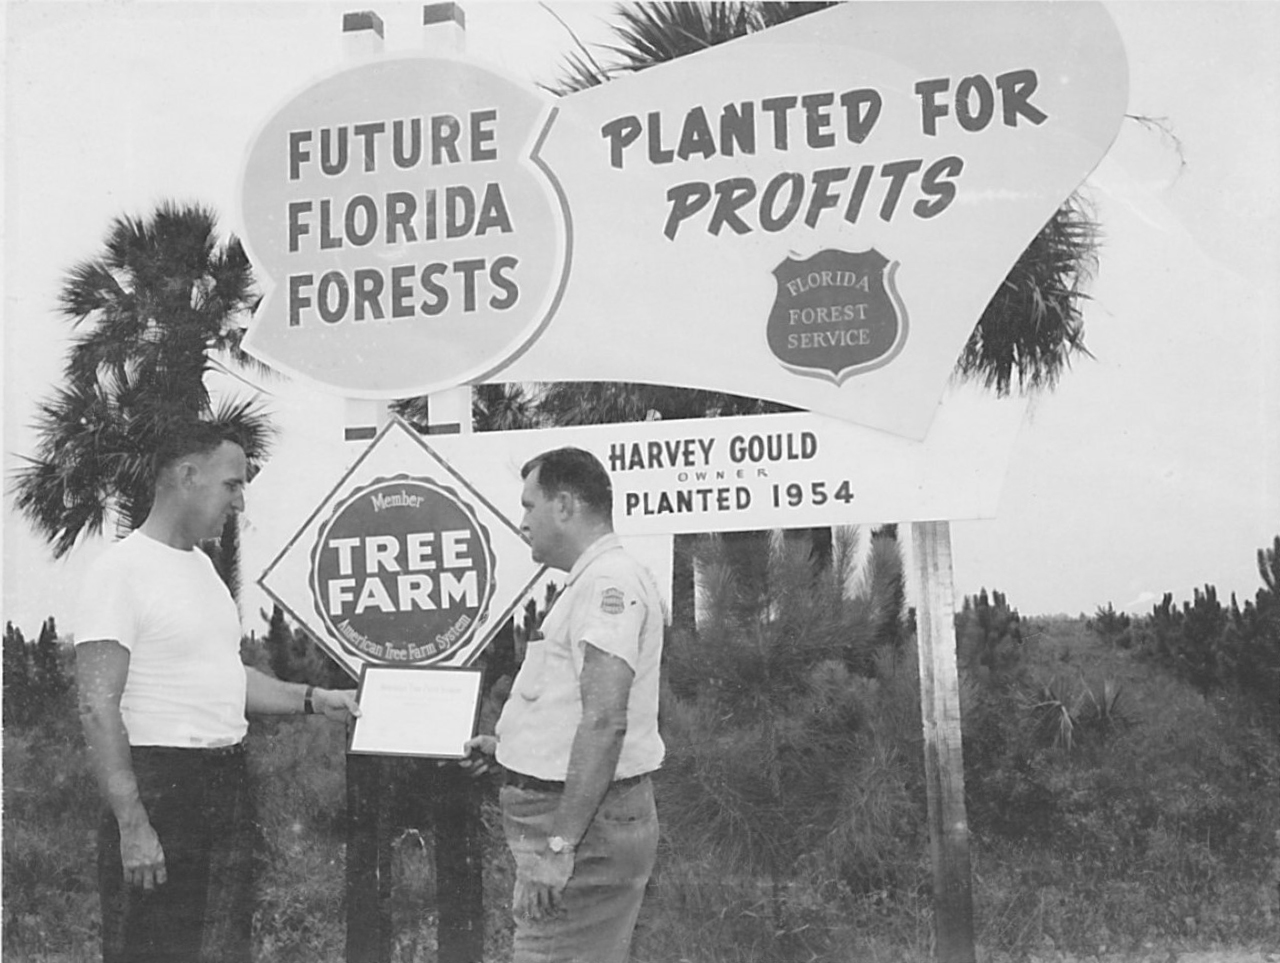 FUTURE
FLORIDA
FORESTS
PLANTED FOR
PROFITS
FLORIDA
FOREST
SERVICE
HARVEY GOULD
OWNER
PLANTED 1954
Member
TREE
FARM
American Tree Farm System